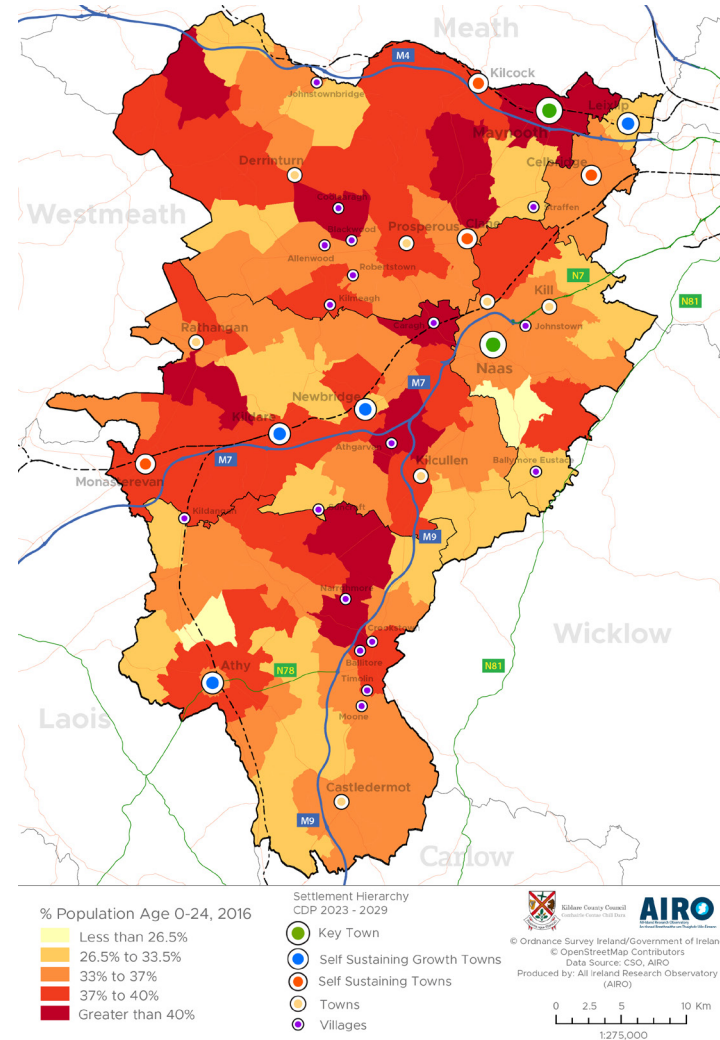 Meath
M4
Kilcock
Johnstownbridge
Maynooth
Leixlip
Derrinturn
Celbridge
Westmeath
Coill Dubh
Straffan
Blackwood
Prosperous
Clane
Allenwood
Robertstown
N7
Kill
N81
Kilmeagh
Caragh
Johnstown
Rathangan
Naas
M7
Newbridge
Kildare
Athgarvan
M7
Kilcullen
Ballymore Eustace
Monasterevan
Kildangan
M9
Narraghmore
Crookstown
Wicklow
Ballitore
Athy
N78
N81
Timolin
Moone
Laois
Castledermot
M9
Carlow
% Population Age 0-24, 2016
Less than 26.5%
26.5% to 33.5%
33% to 37%
37% to 40%
Greater than 40%
Settlement Hierarchy
CDP 2023 - 2029
Key Town
Self Sustaining Growth Towns
Self Sustaining Towns
Towns
Villages
Kildare County Council
AIRO
© Ordnance Survey Ireland/Government of Irelan
© OpenStreetMap Contributors
Data Source: CSO, AIRO
Produced by: All Ireland Research Observatory
(AIRO)
0 2.5 5 10 Km
1:275,000